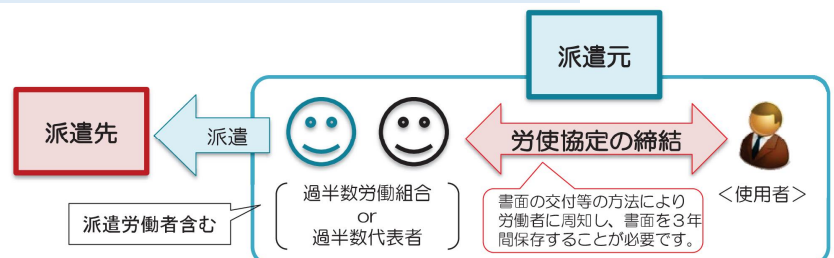 派遣元
派遣先
派遣
労使協定の締結
過半数労働組合
or
過半数代表者
<使用者>
派遣労働者含む
書面の交付等の方法により
労働者に周知し、書面を３年
間保存することが必要です。